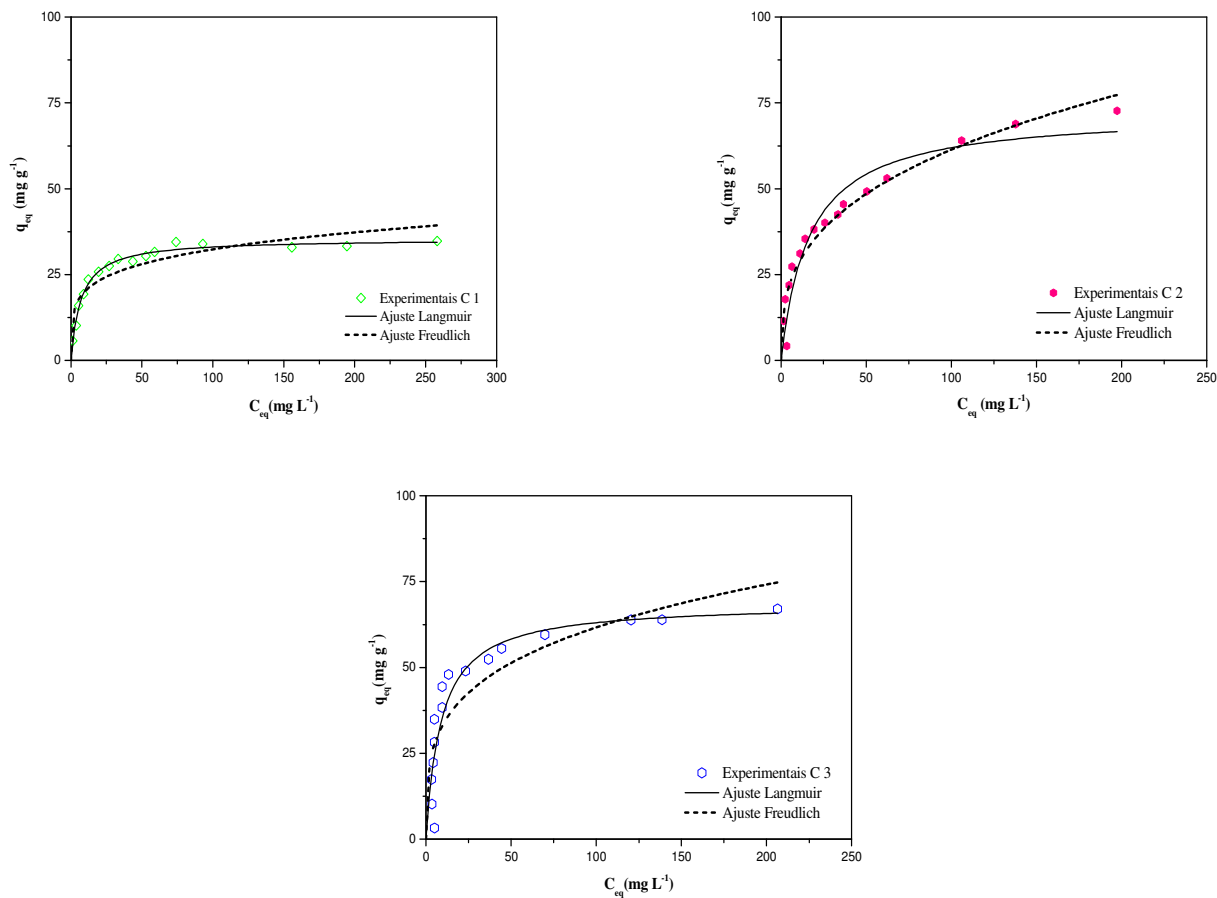 100
75
50
25
0
q_eq (mg g^-1)
0 50 100 150 200 250 300
C_eq (mg L^-1)
Experimentais C 1
Ajuste Langmuir
Ajuste Freudlich
100
75
50
25
0
q_eq (mg g^-1)
0 50 100 150 200 250
C_eq (mg L^-1)
Experimentais C 2
Ajuste Langmuir
Ajuste Freudlich
100
75
50
25
0
q_eq (mg g^-1)
0 50 100 150 200 250
C_eq (mg L^-1)
Experimentais C 3
Ajuste Langmuir
Ajuste Freudlich